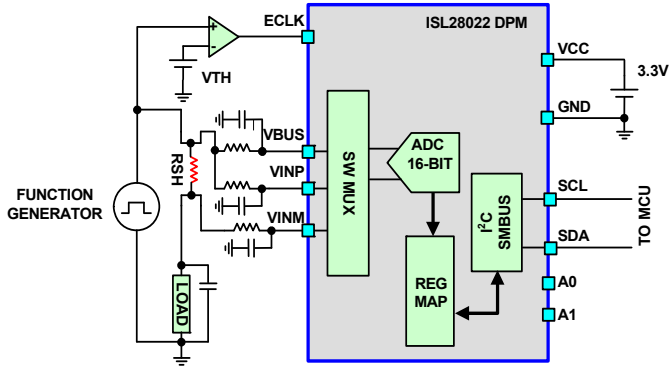 ECLK
ISL28022 DPM
VCC
VTH
3.3V
GND
VBUS
ADC
16-BIT
RSH
VINP
SW MUX
FUNCTION
GENERATOR
VINM
SCL
I²C
SMBUS
TO MCU
SDA
LOAD
REG
MAP
A0
A1